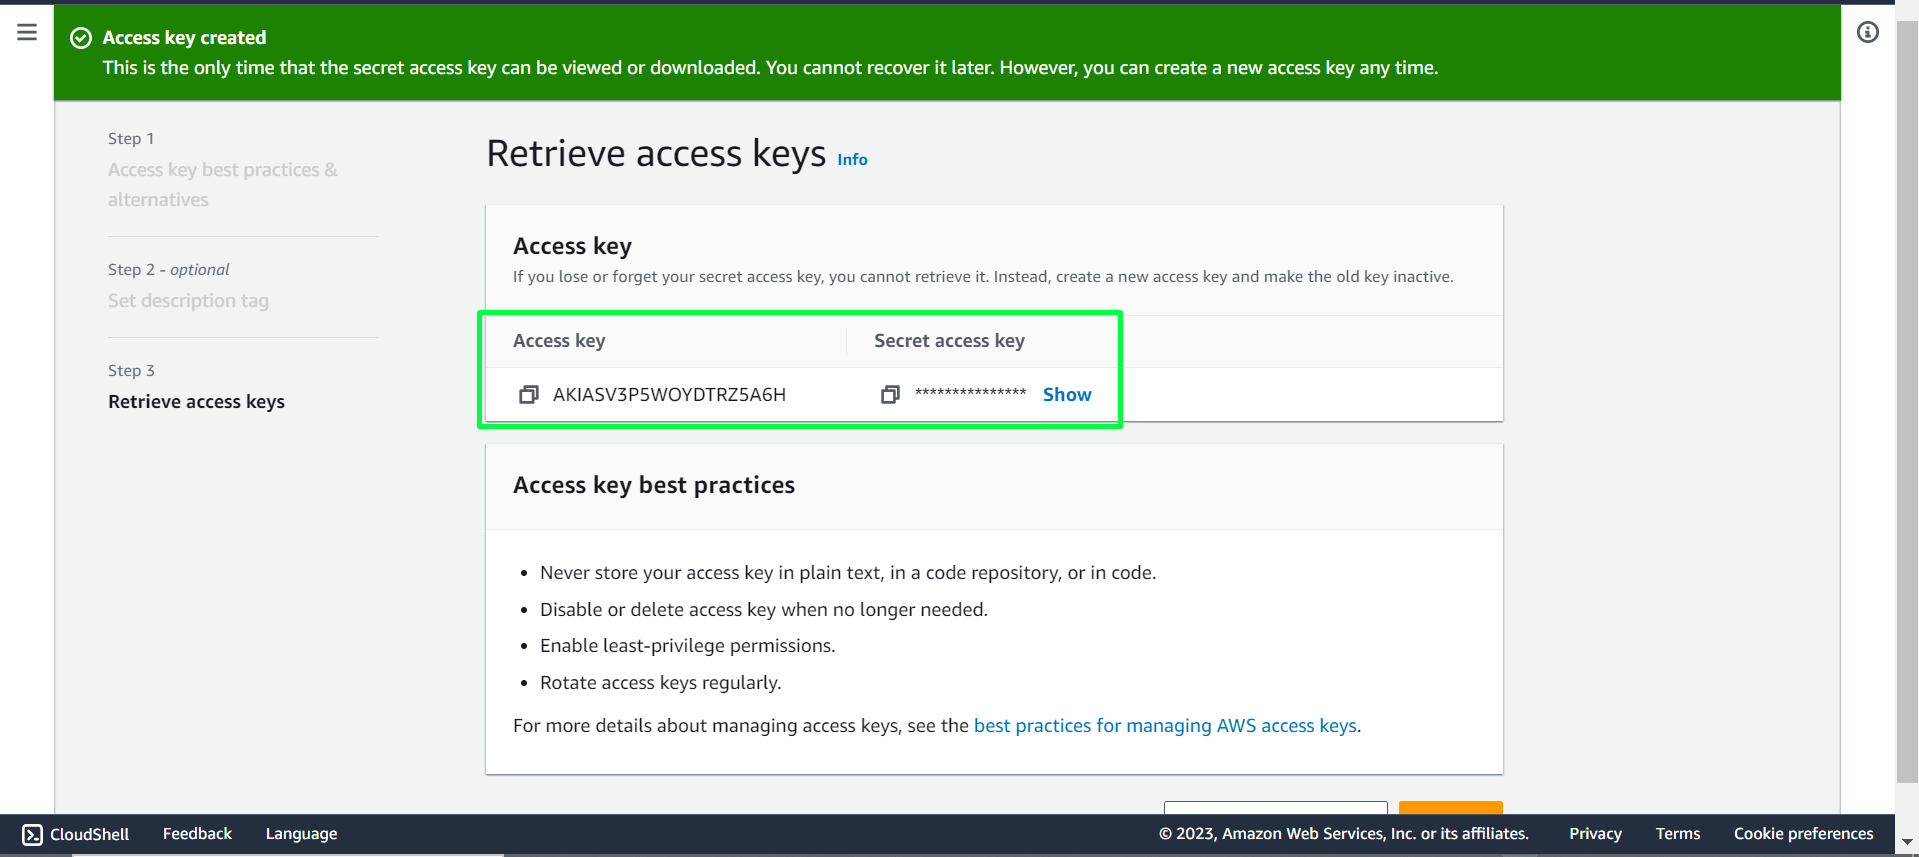 Access key created
This is the only time that the secret access key can be viewed or downloaded. You cannot recover it later. However, you can create a new access key any time.
Step 1
Access key best practices &
alternatives
Step 2 - optional
Set description tag
Step 3
Retrieve access keys
Retrieve access keys Info
Access key
If you lose or forget your secret access key, you cannot retrieve it. Instead, create a new access key and make the old key inactive.
Access key Secret access key
AKIASV3P5WOYDTRZ5A6H *************** Show
Access key best practices
• Never store your access key in plain text, in a code repository, or in code.
• Disable or delete access key when no longer needed.
• Enable least-privilege permissions.
• Rotate access keys regularly.
For more details about managing access keys, see the best practices for managing AWS access keys.
CloudShell Feedback Language © 2023, Amazon Web Services, Inc. or its affiliates. Privacy Terms Cookie preferences